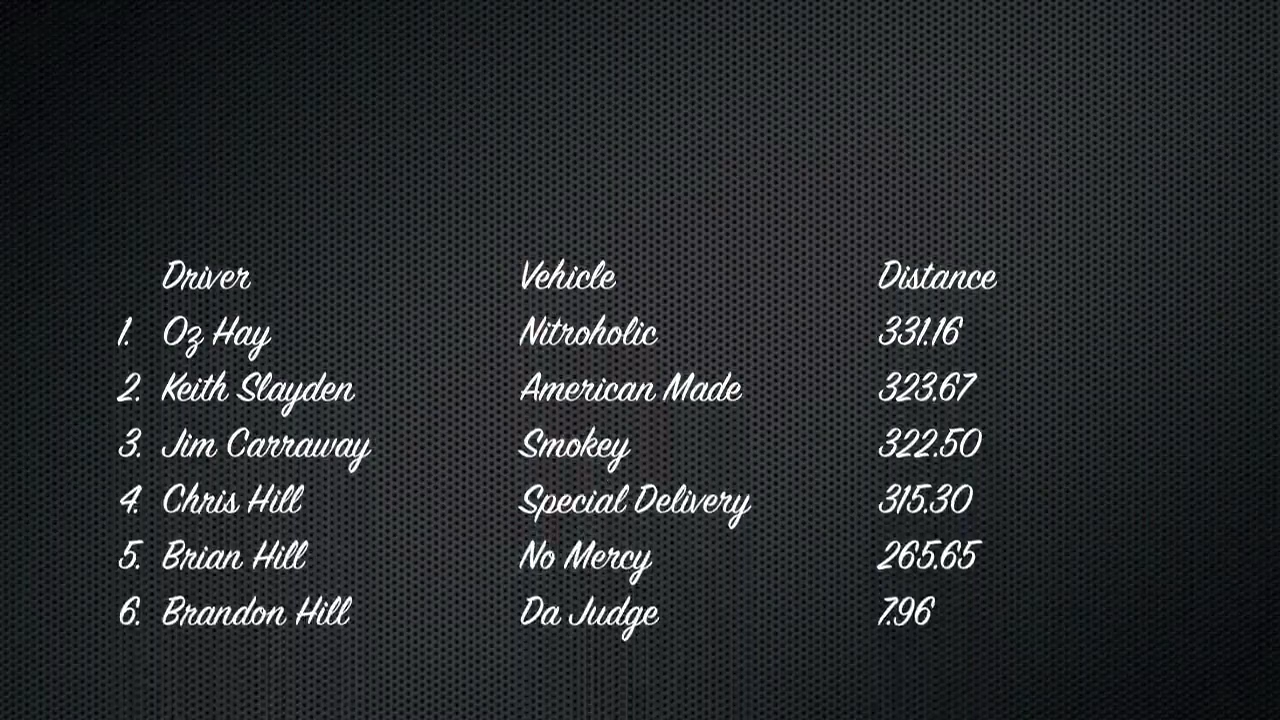 Driver Vehicle Distance
1. Oz Hay Nitroholic 331.16
2. Keith Slayden American Made 323.67
3. Jim Carraway Smokey 322.50
4. Chris Hill Special Delivery 315.30
5. Brian Hill No Mercy 265.65
6. Brandon Hill Da Judge 7.96